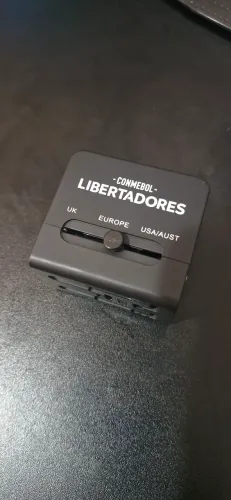 -CONMEBOL-
LIBERTADORES
UK EUROPE USA/AUST